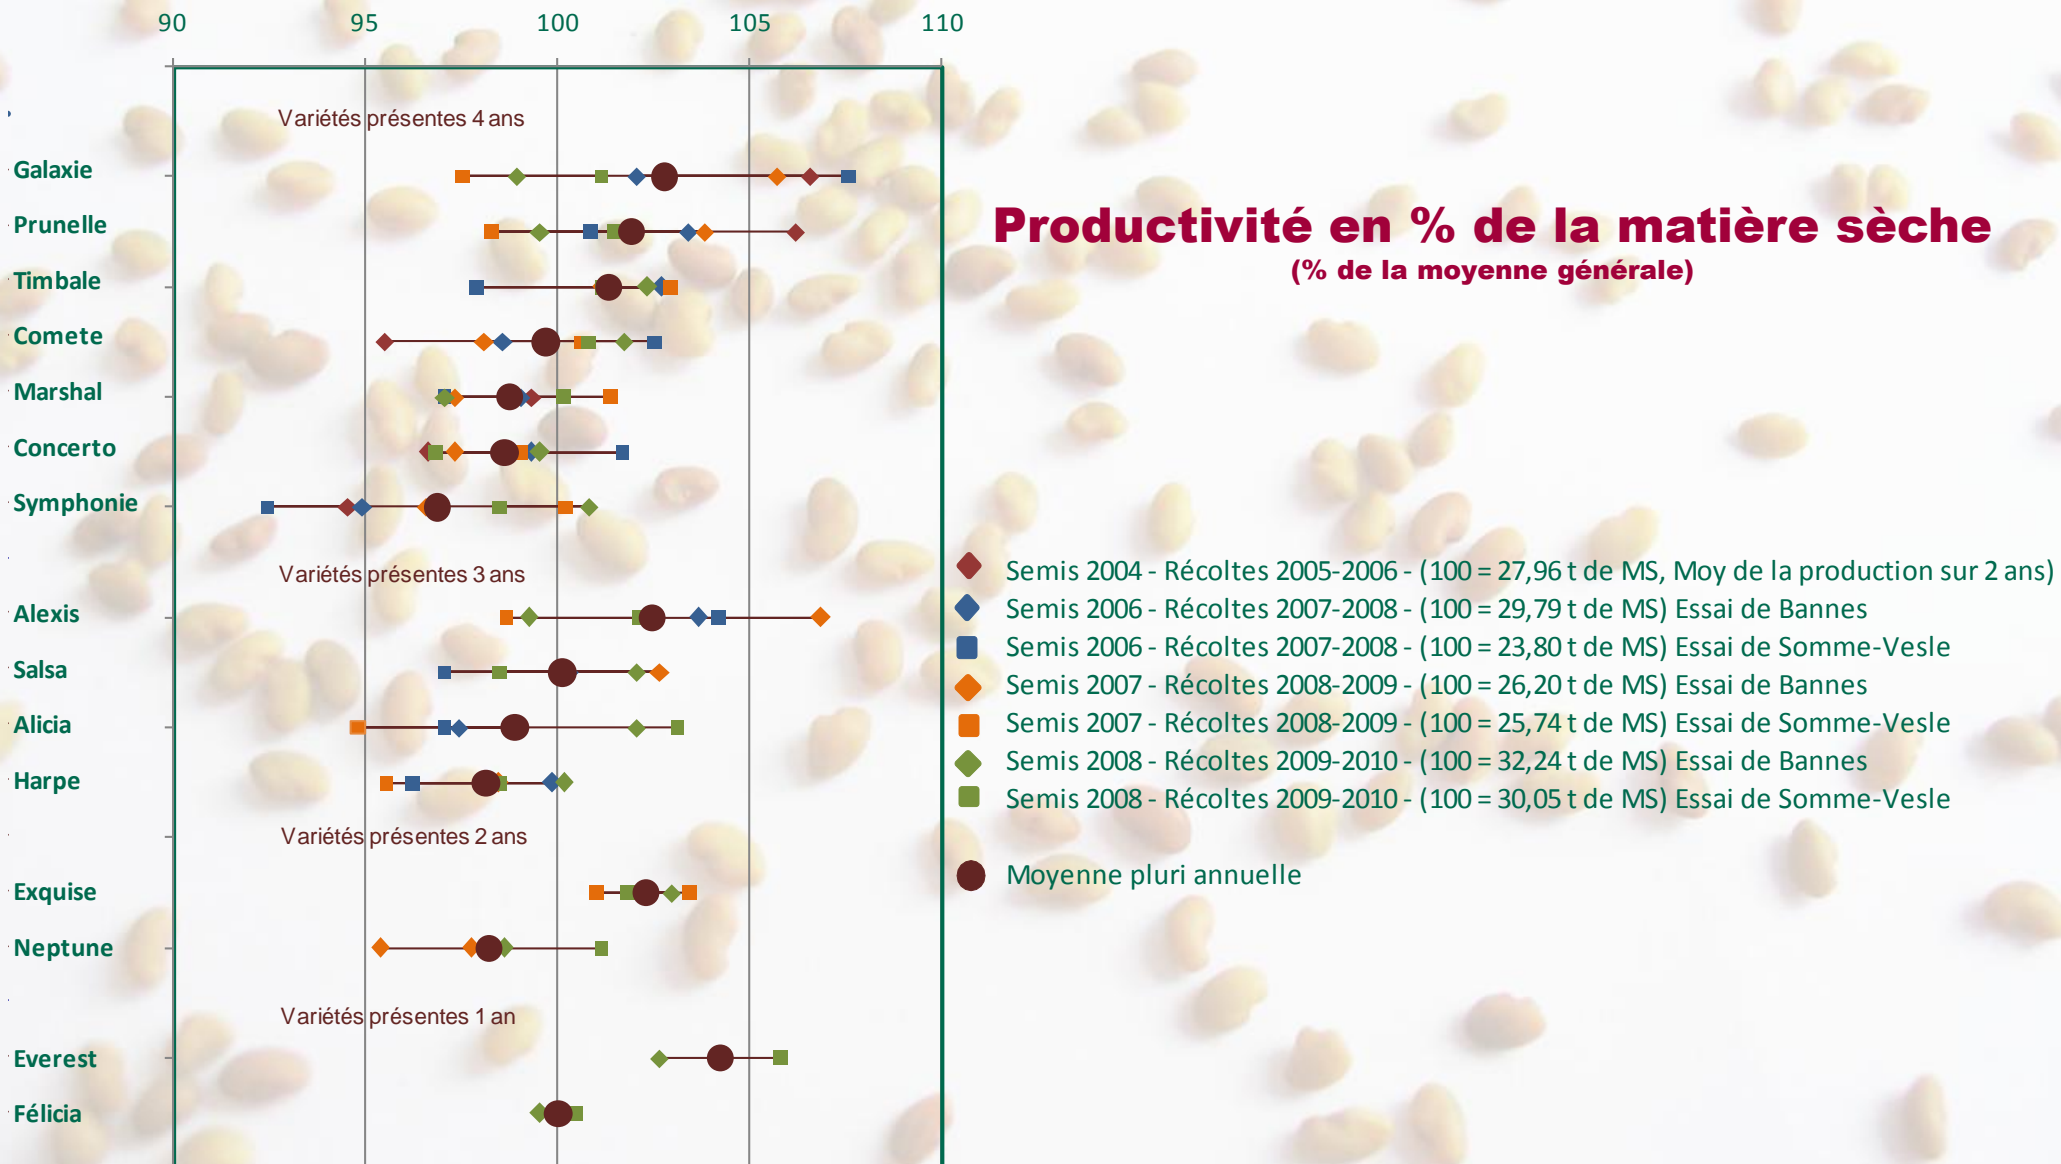 90 95 100 105 110
Variétés présentes 4 ans
Galaxie
Prunelle
Timbale
Comete
Marshal
Concerto
Symphonie
Variétés présentes 3 ans
Alexis
Salsa
Alicia
Harpe
Variétés présentes 2 ans
Exquise
Neptune
Variétés présentes 1 an
Everest
Félicia
Productivité en % de la matière sèche
(% de la moyenne générale)
Semis 2004 - Récoltes 2005-2006 - (100 = 27,96 t de MS, Moy de la production sur 2 ans)
Semis 2006 - Récoltes 2007-2008 - (100 = 29,79 t de MS) Essai de Bannes
Semis 2006 - Récoltes 2007-2008 - (100 = 23,80 t de MS) Essai de Somme-Vesle
Semis 2007 - Récoltes 2008-2009 - (100 = 26,20 t de MS) Essai de Bannes
Semis 2007 - Récoltes 2008-2009 - (100 = 25,74 t de MS) Essai de Somme-Vesle
Semis 2008 - Récoltes 2009-2010 - (100 = 32,24 t de MS) Essai de Bannes
Semis 2008 - Récoltes 2009-2010 - (100 = 30,05 t de MS) Essai de Somme-Vesle
Moyenne pluri annuelle